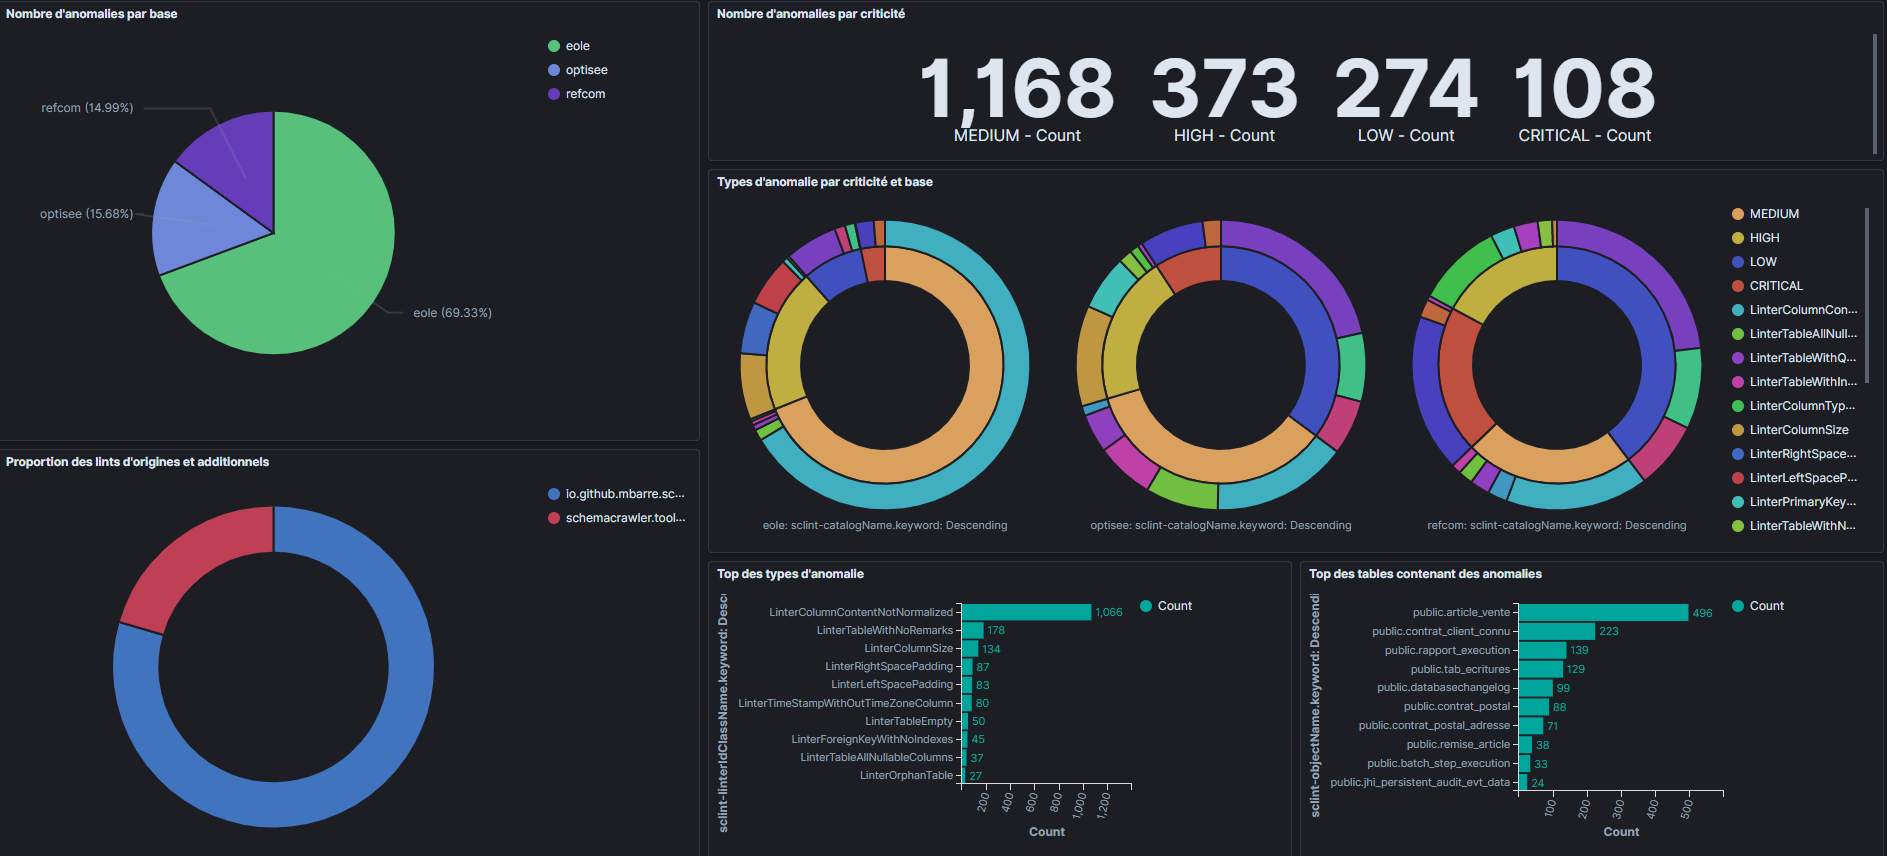 Nombre d'anomalies par base
eole
optisee
refcom
refcom (14.99%)
optisee (15.68%)
eole (69.33%)
Nombre d'anomalies par criticité
1,168
MEDIUM - Count
373
HIGH - Count
274
LOW - Count
108
CRITICAL - Count
Types d'anomalie par criticité et base
eole: sclint-catalogName.keyword: Descending
optisee: sclint-catalogName.keyword: Descending
refcom: sclint-catalogName.keyword: Descending
MEDIUM
HIGH
LOW
CRITICAL
LinterColumnCon...
LinterTableAllNull...
LinterTableWithQ...
LinterTableWithIn...
LinterColumnTyp...
LinterColumnSize
LinterRightSpace...
LinterLeftSpaceP...
LinterPrimaryKey...
LinterTableWithN...
Proportion des lints d'origines et additionnels
io.github.mbarre.sc...
schemacrawler.tool...
Top des types d'anomalie
sclint-linterIdClassName.keyword: Desc
LinterColumnContentNotNormalized 1,066
LinterTableWithNoRemarks 178
LinterColumnSize 134
LinterRightSpacePadding 87
LinterLeftSpacePadding 83
LinterTimeStampWithOutTimeZoneColumn 80
LinterTableEmpty 50
LinterForeignKeyWithNoIndexes 45
LinterTableAllNullableColumns 37
LinterOrphanTable 27
200 400 600 800 1,000 1,200
Count
Count
Top des tables contenant des anomalies
sclint-objectName.keyword: Descendi
public.article_vente 496
public.contrat_client_connu 223
public.rapport_execution 139
public.tab_ecritures 129
public.databasechangelog 99
public.contrat_postal 88
public.contrat_postal_adresse 71
public.remise_article 38
public.batch_step_execution 33
public.jhi_persistent_audit_evt_data 24
100 200 300 400 500
Count
Count